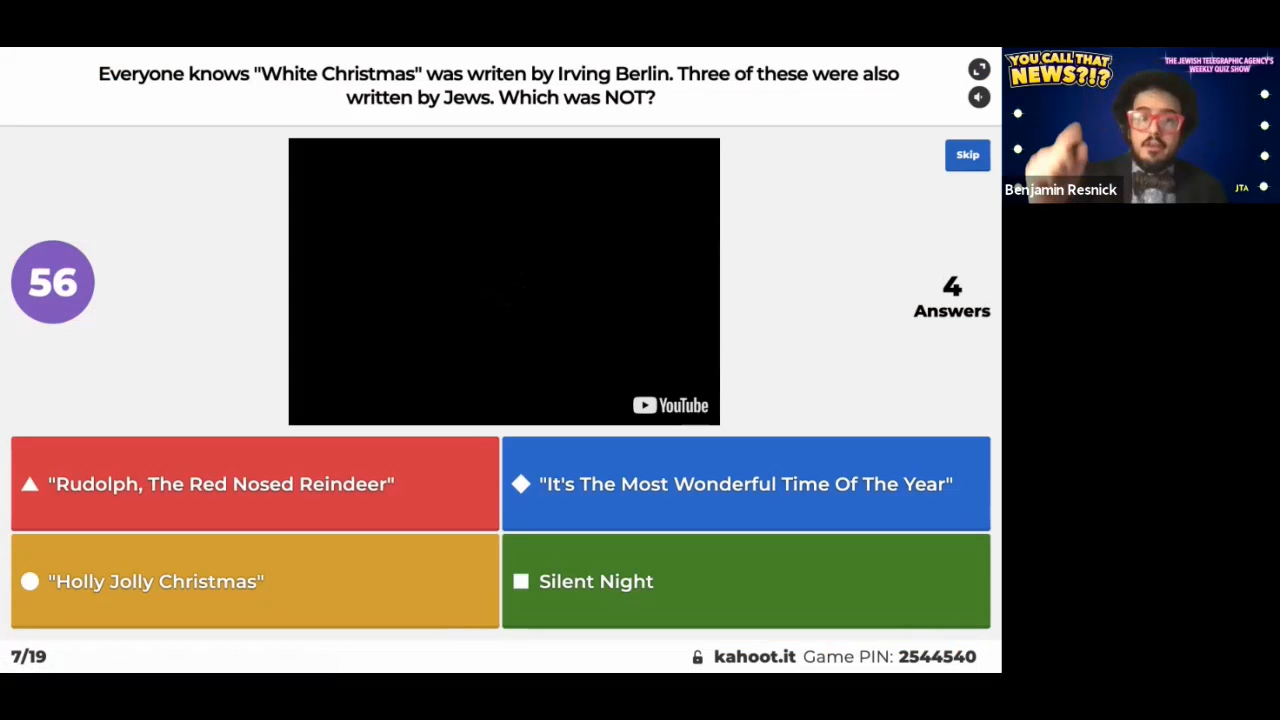 Everyone knows "White Christmas" was writen by Irving Berlin. Three of these were also
written by Jews. Which was NOT?
YOU CALL THAT
NEWS?!?
THE JEWISH TELEGRAPHIC AGENCY'S
WEEKLY QUIZ SHOW
Skip
Benjamin Resnick
JTA
56
4
Answers
YouTube
"Rudolph, The Red Nosed Reindeer"
"It's The Most Wonderful Time Of The Year"
"Holly Jolly Christmas"
Silent Night
7/19
kahoot.it Game PIN: 2544540